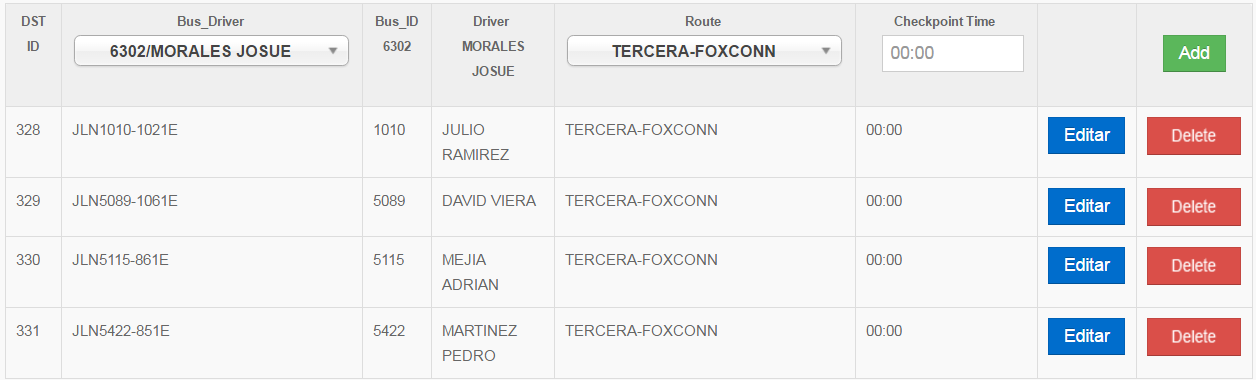 DST ID Bus_Driver Bus_ID Driver Route Checkpoint Time
6302/MORALES JOSUE 6302 MORALES JOSUE TERCERA-FOXCONN 00:00 Add
328 JLN1010-1021E 1010 JULIO RAMIREZ TERCERA-FOXCONN 00:00 Editar Delete
329 JLN5089-1061E 5089 DAVID VIERA TERCERA-FOXCONN 00:00 Editar Delete
330 JLN5115-861E 5115 MEJIA ADRIAN TERCERA-FOXCONN 00:00 Editar Delete
331 JLN5422-851E 5422 MARTINEZ PEDRO TERCERA-FOXCONN 00:00 Editar Delete